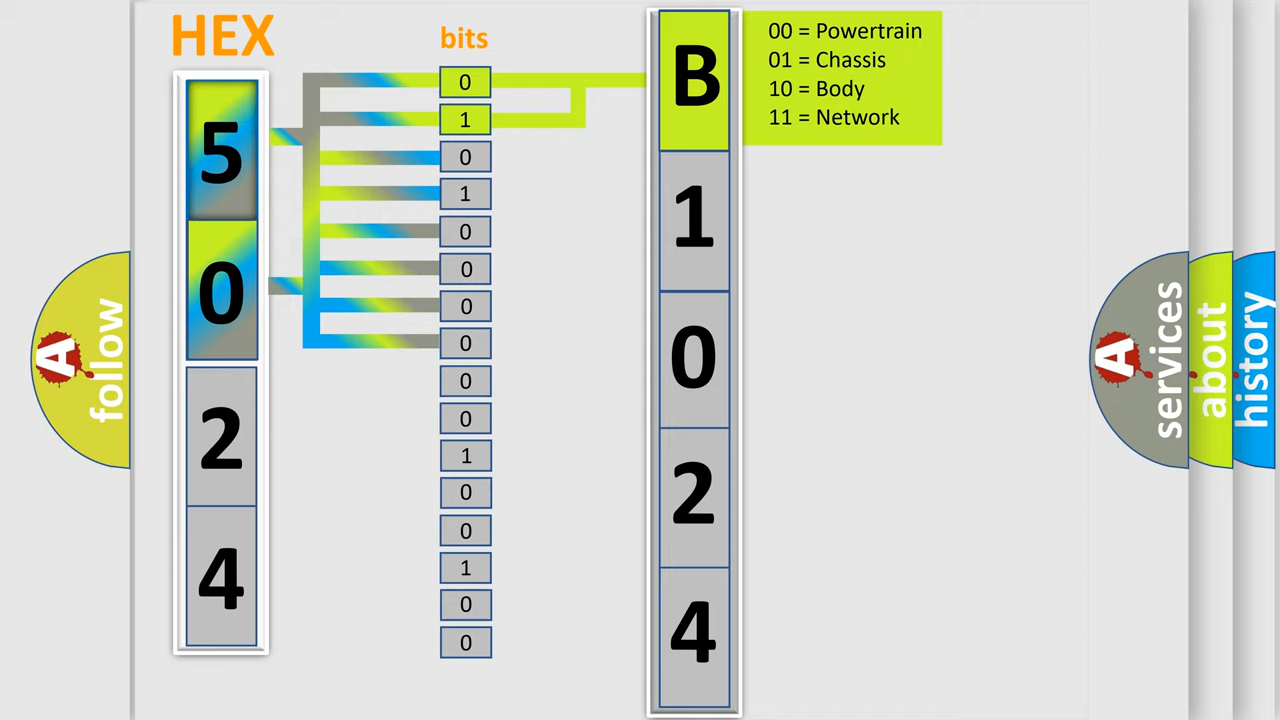 HEX
bits
5
0
2
4
0
1
0
1
0
0
0
0
0
0
1
0
0
1
0
0
B
1
0
2
4
00 = Powertrain
01 = Chassis
10 = Body
11 = Network
A
follow
A
services
about
history